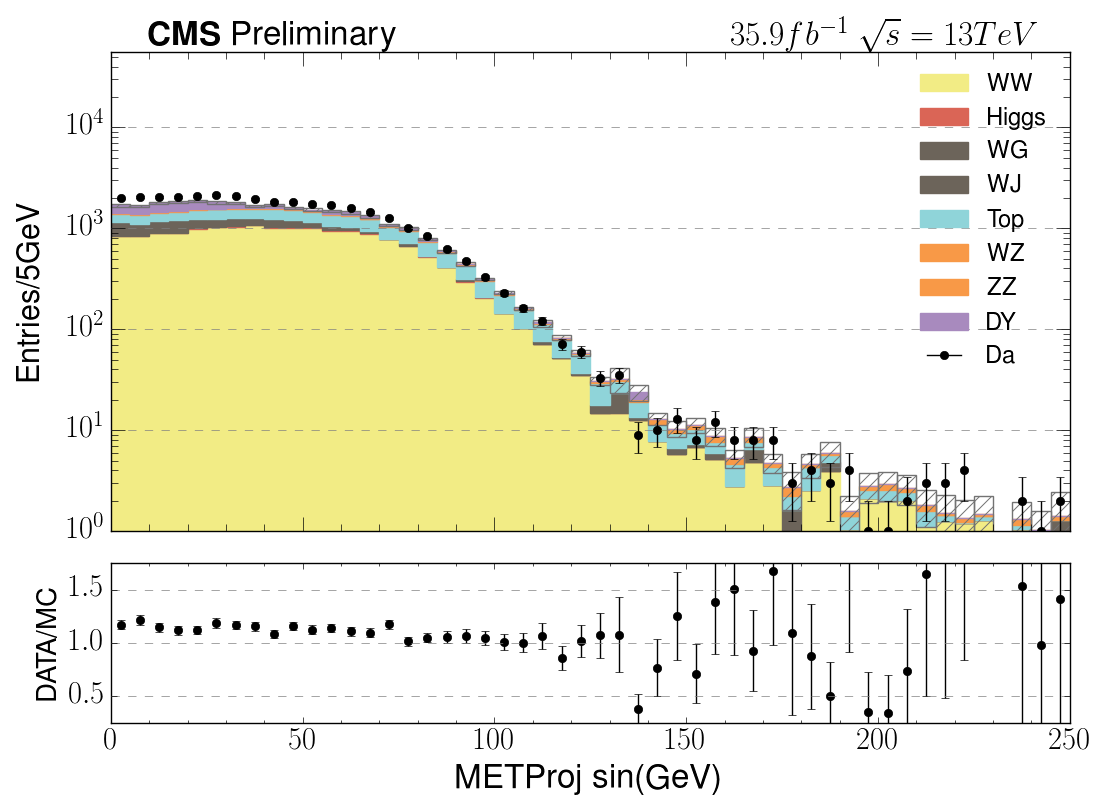 CMS Preliminary 35.9fb⁻¹ √s = 13TeV
WW
Higgs
WG
WJ
Top
WZ
ZZ
DY
Da
Entries/5GeV
10⁴
10³
10²
10¹
10⁰
DATA/MC
1.5
1.0
0.5
0 50 100 150 200 250
METProj sin(GeV)